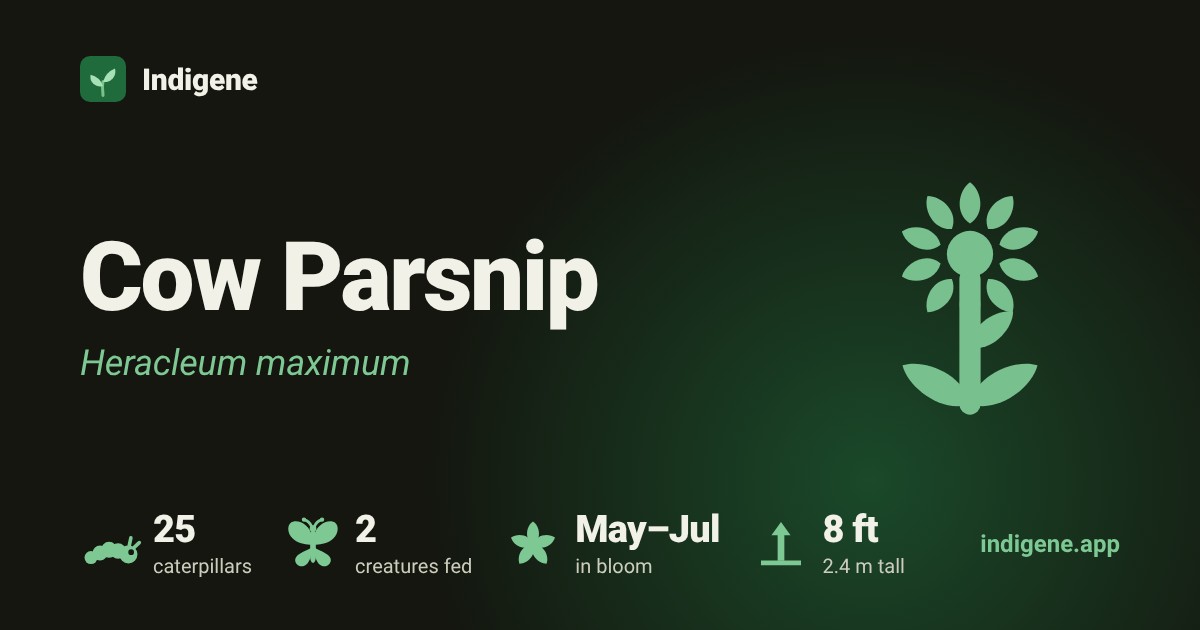 Indigene
Cow Parsnip
Heracleum maximum
25
caterpillars
2
creatures fed
May–Jul
in bloom
8 ft
2.4 m tall
indigene.app